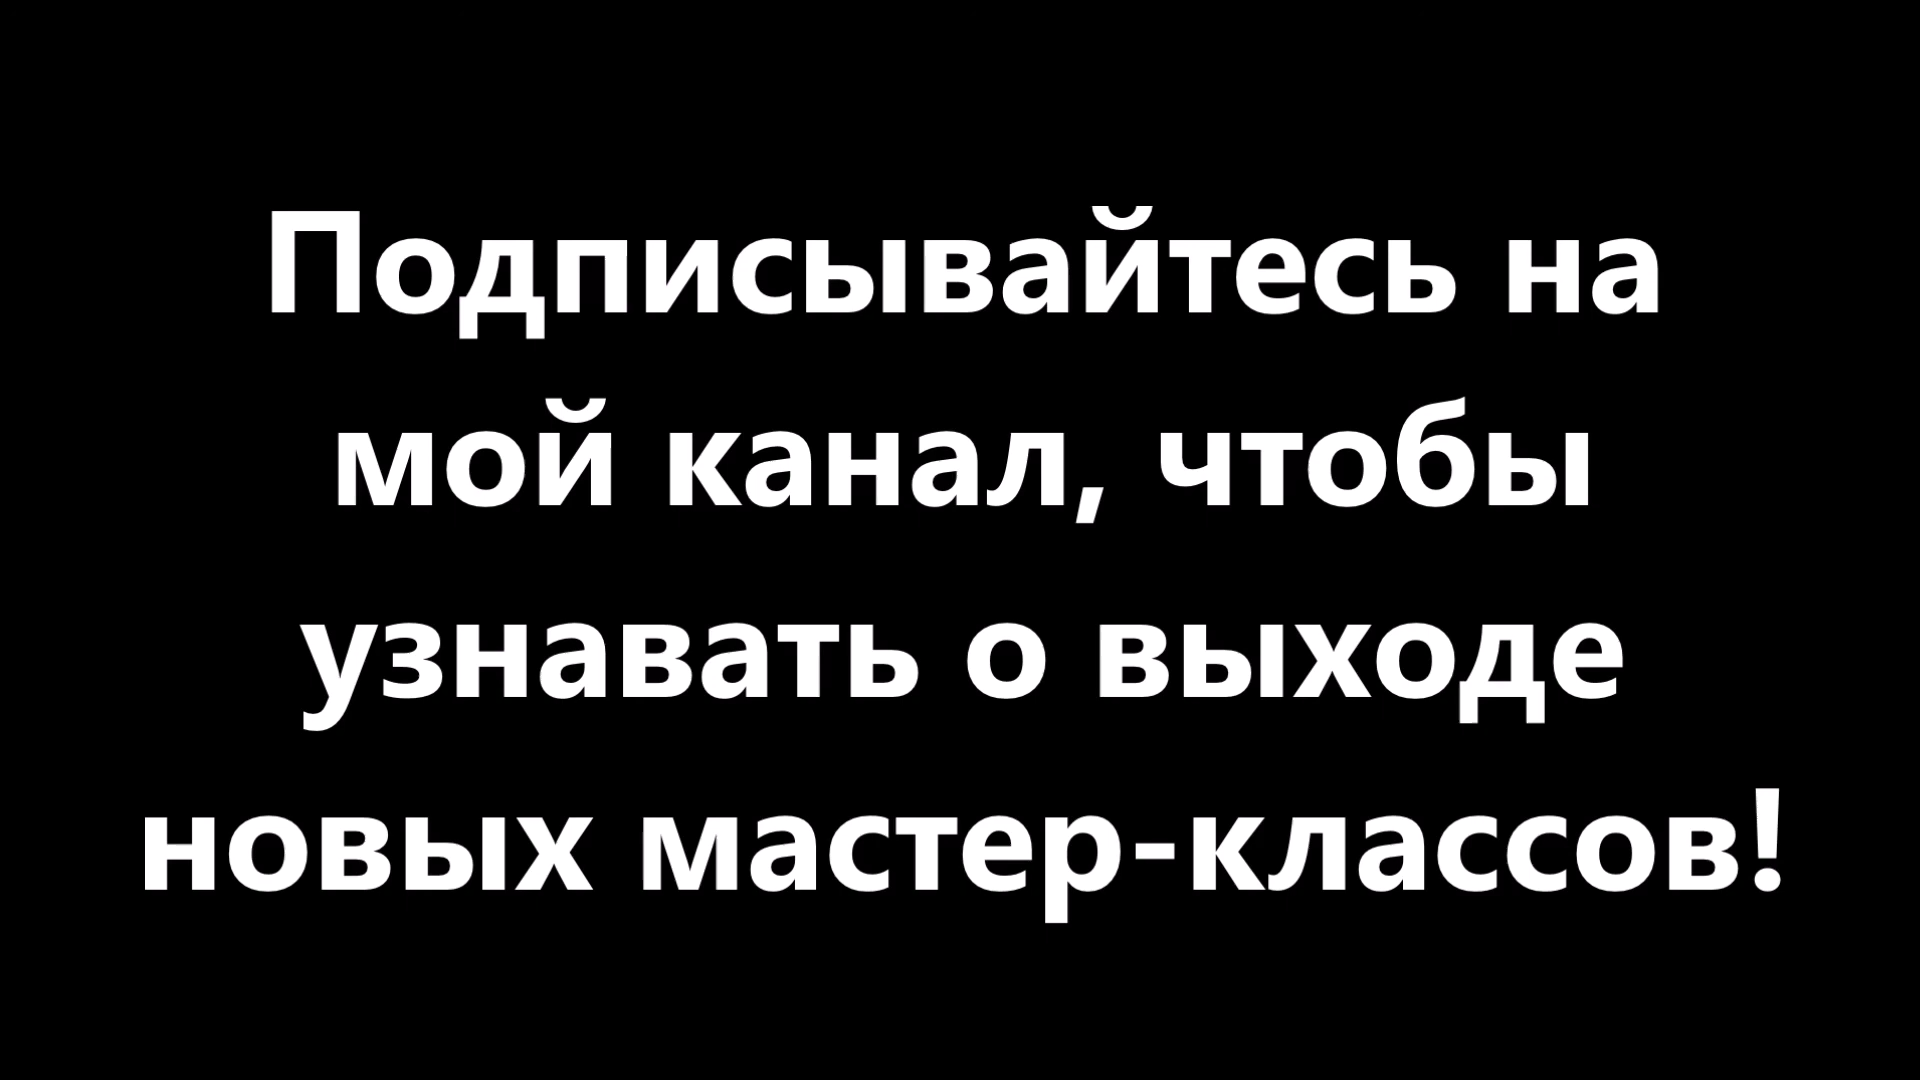 Подписывайтесь на
мой канал, чтобы
узнавать о выходе
новых мастер-классов!